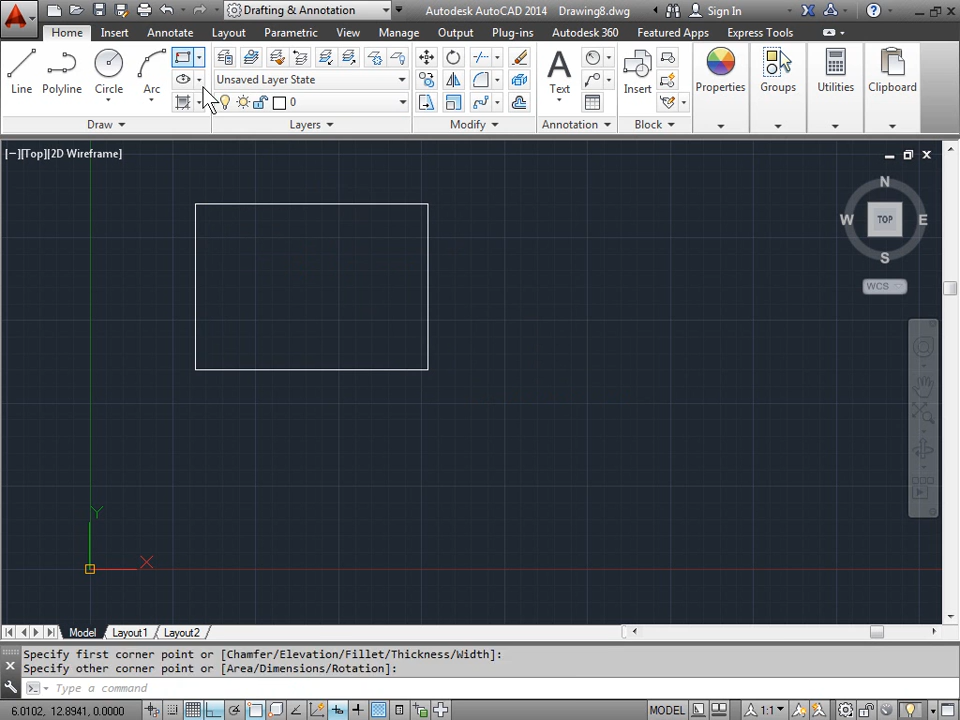 Drafting & Annotation
Autodesk AutoCAD 2014 Drawing8.dwg
Sign In
Home Insert Annotate Layout Parametric View Manage Output Plug-ins Autodesk 360 Featured Apps Express Tools
Unsaved Layer State
Line Polyline Circle Arc
0
Text Insert Properties Groups Utilities Clipboard
Draw Layers Modify Annotation Block
[−][Top][2D Wireframe]
N
W TOP E
S
WCS
Y
X
Model Layout1 Layout2
Specify first corner point or [Chamfer/Elevation/Fillet/Thickness/Width]:
Specify other corner point or [Area/Dimensions/Rotation]:
Type a command
6.0102, 12.8941, 0.0000
MODEL
1:1